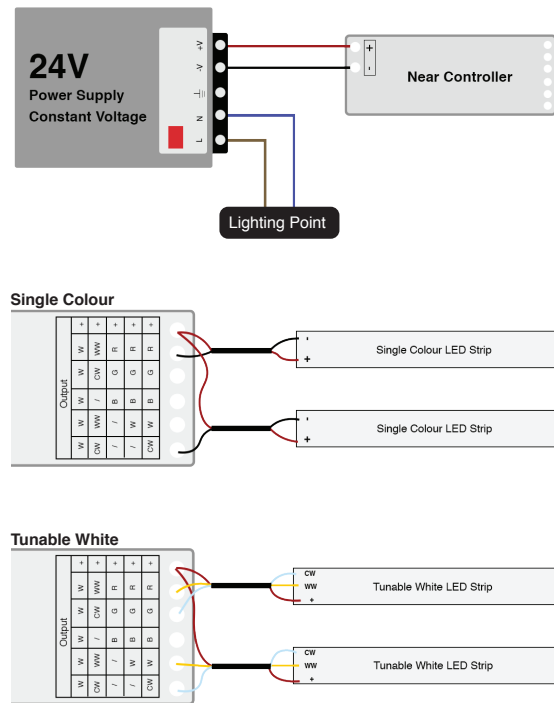 24V
Power Supply
Constant Voltage
+V
-V
N
L
+
-
Near Controller
Lighting Point
Single Colour
Output
+ + + + +
W WW R R R
W CW G G G
W / B B B
W WW / W W
W CW / / CW
-
+
Single Colour LED Strip
-
+
Single Colour LED Strip
Tunable White
Output
+ + + + +
W WW R R R
W CW G G G
W / B B B
W WW / W W
W CW / / CW
CW
WW
+
Tunable White LED Strip
CW
WW
+
Tunable White LED Strip